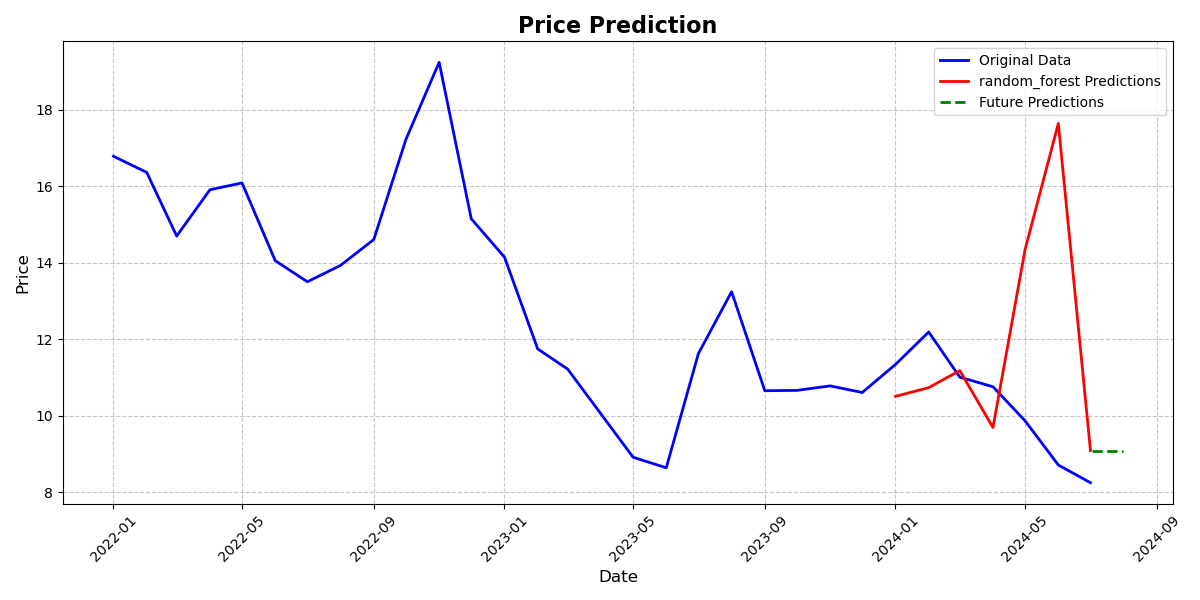 Price Prediction
Original Data
random_forest Predictions
Future Predictions
Price
18
16
14
12
10
8
2022-01
2022-05
2022-09
2023-01
2023-05
2023-09
2024-01
2024-05
2024-09
Date